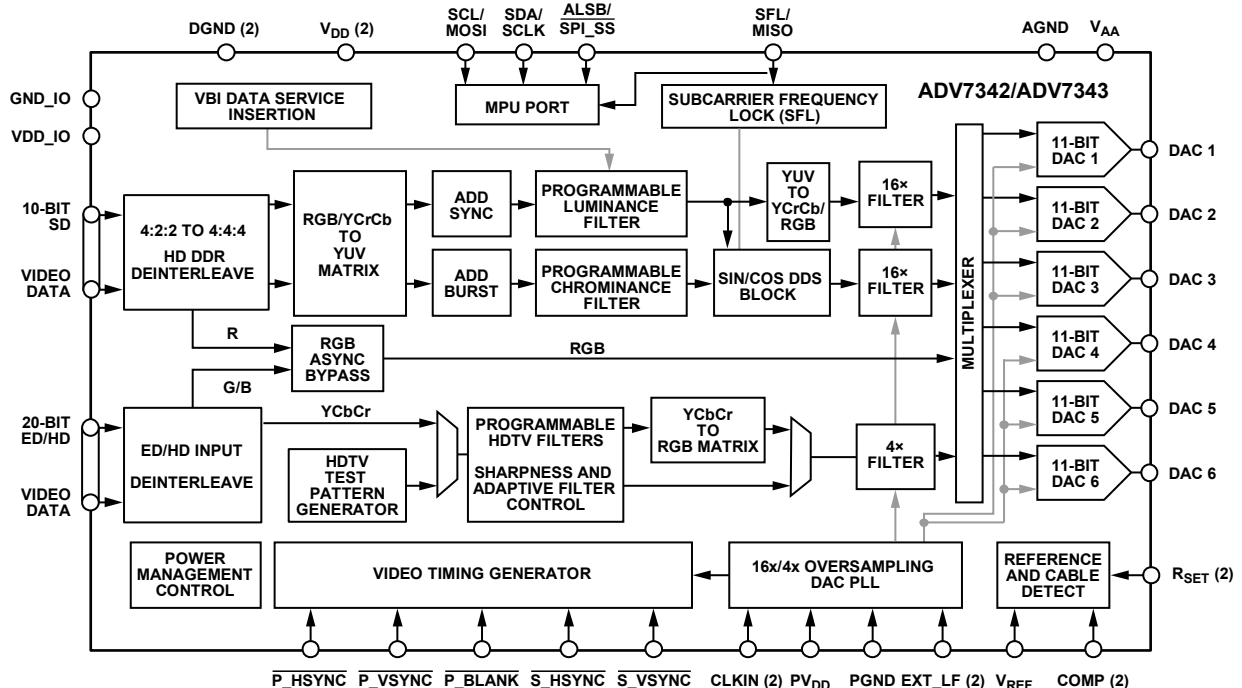 DGND (2)
VDD (2)
SCL/
MOSI
SDA/
SCLK
ALSB/
SPI_SS
SFL/
MISO
AGND
VAA
GND_IO
VDD_IO
VBI DATA SERVICE
INSERTION
MPU PORT
SUBCARRIER FREQUENCY
LOCK (SFL)
ADV7342/ADV7343
10-BIT
SD
VIDEO
DATA
4:2:2 TO 4:4:4
HD DDR
DEINTERLEAVE
RGB/YCrCb
TO
YUV
MATRIX
ADD
SYNC
PROGRAMMABLE
LUMINANCE
FILTER
YUV
TO
YCrCb/
RGB
16×
FILTER
ADD
BURST
PROGRAMMABLE
CHROMINANCE
FILTER
SIN/COS DDS
BLOCK
16×
FILTER
MULTIPLEXER
11-BIT
DAC 1
DAC 1
11-BIT
DAC 2
DAC 2
11-BIT
DAC 3
DAC 3
11-BIT
DAC 4
DAC 4
11-BIT
DAC 5
DAC 5
11-BIT
DAC 6
DAC 6
R
G/B
RGB
ASYNC
BYPASS
RGB
20-BIT
ED/HD
VIDEO
DATA
ED/HD INPUT
DEINTERLEAVE
YCbCr
HDTV
TEST
PATTERN
GENERATOR
PROGRAMMABLE
HDTV FILTERS
SHARPNESS AND
ADAPTIVE FILTER
CONTROL
YCbCr
TO
RGB MATRIX
4×
FILTER
POWER
MANAGEMENT
CONTROL
VIDEO TIMING GENERATOR
16x/4x OVERSAMPLING
DAC PLL
REFERENCE
AND CABLE
DETECT
RSET (2)
P_HSYNC
P_VSYNC
P_BLANK
S_HSYNC
S_VSYNC
CLKIN (2)
PVDD
PGND
EXT_LF (2)
VREF
COMP (2)